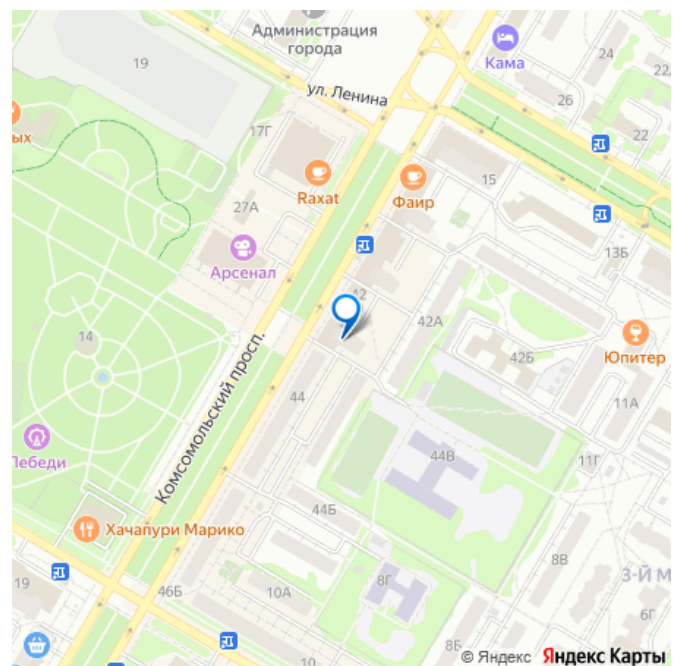 Администрация
города
19
Кама
24
22
ул. Ленина
26
22
17Г
ых
Raxat
15
Фаир
27А
13Б
Арсенал
42
42А
14
42Б
Юпитер
Комсомольский просп.
44
11А
Лебеди
44В
11Г
44Б
Хачапури Марико
8В
3-Й М
19
46Б
10А
8Г
6Г
10
8Б
© Яндекс Яндекс Карты